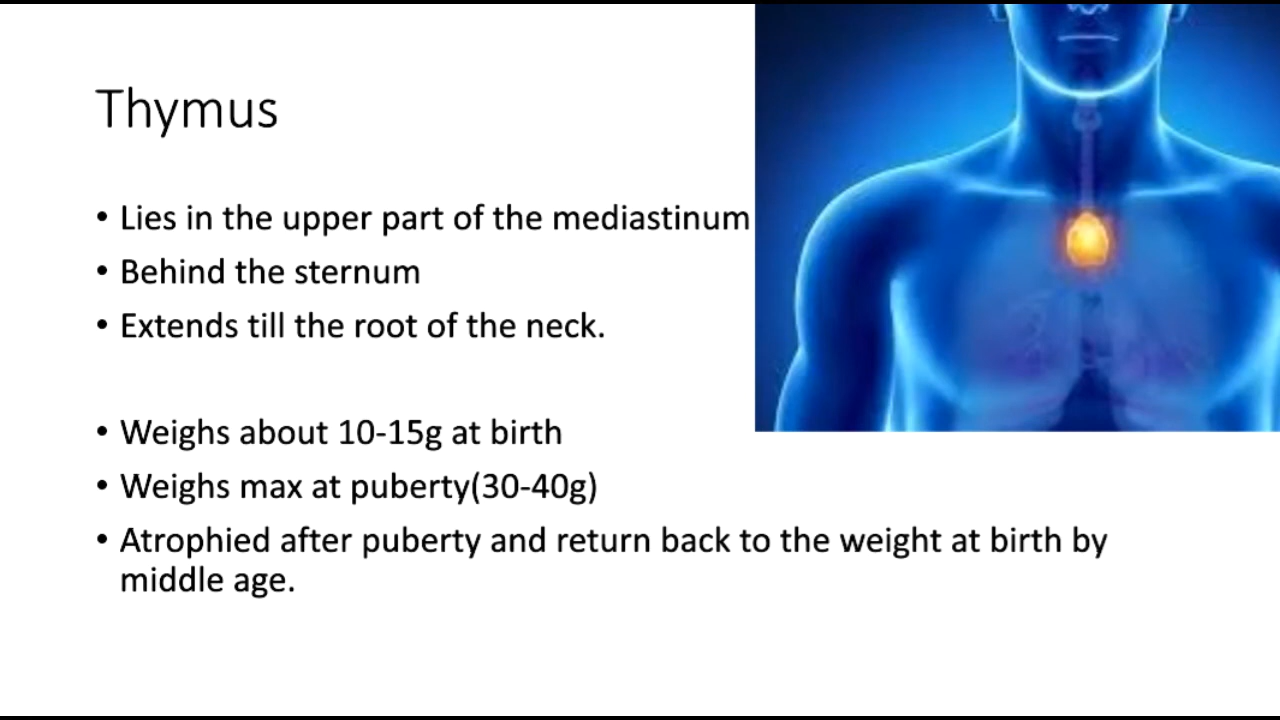 Thymus
• Lies in the upper part of the mediastinum
• Behind the sternum
• Extends till the root of the neck.
• Weighs about 10-15g at birth
• Weighs max at puberty(30-40g)
• Atrophied after puberty and return back to the weight at birth by
middle age.